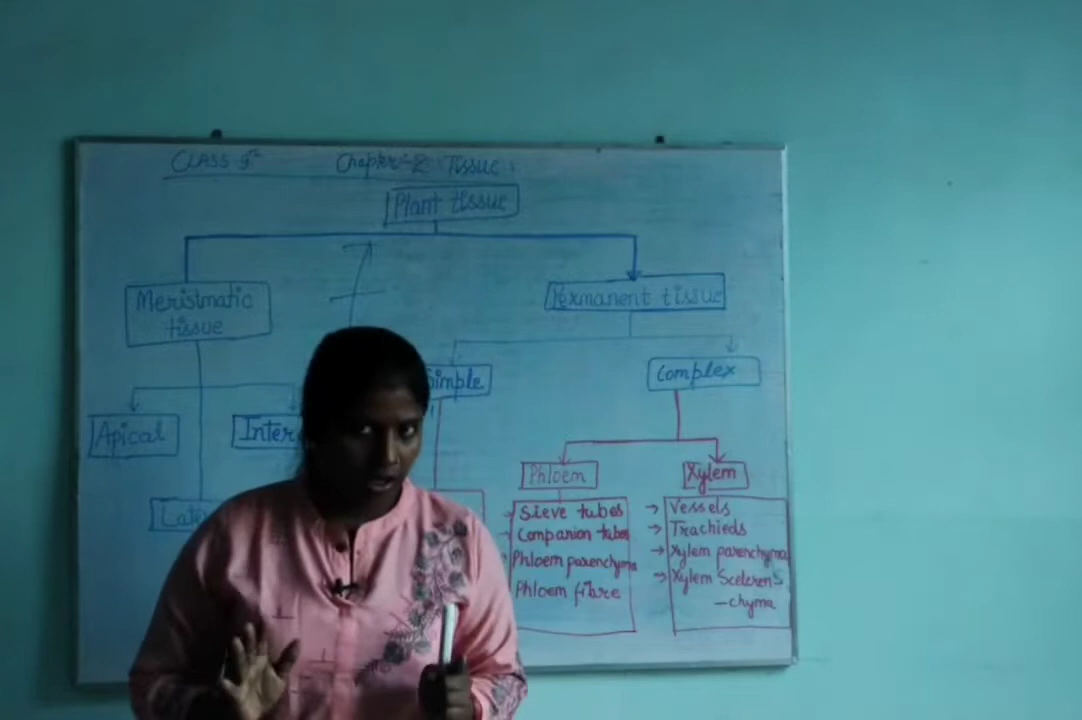 CLASS 9th Chapter-2 Tissue
Plant tissue
Meristmatic
tissue
Permanent tissue
Simple
Complex
Apical
Inter
Late
Phloem
Xylem
Sieve tubes
Companion tubes
Phloem parenchyma
Phloem fibre
Vessels
Trachieds
Xylem parenchyma
Xylem Scelerens
-chyma